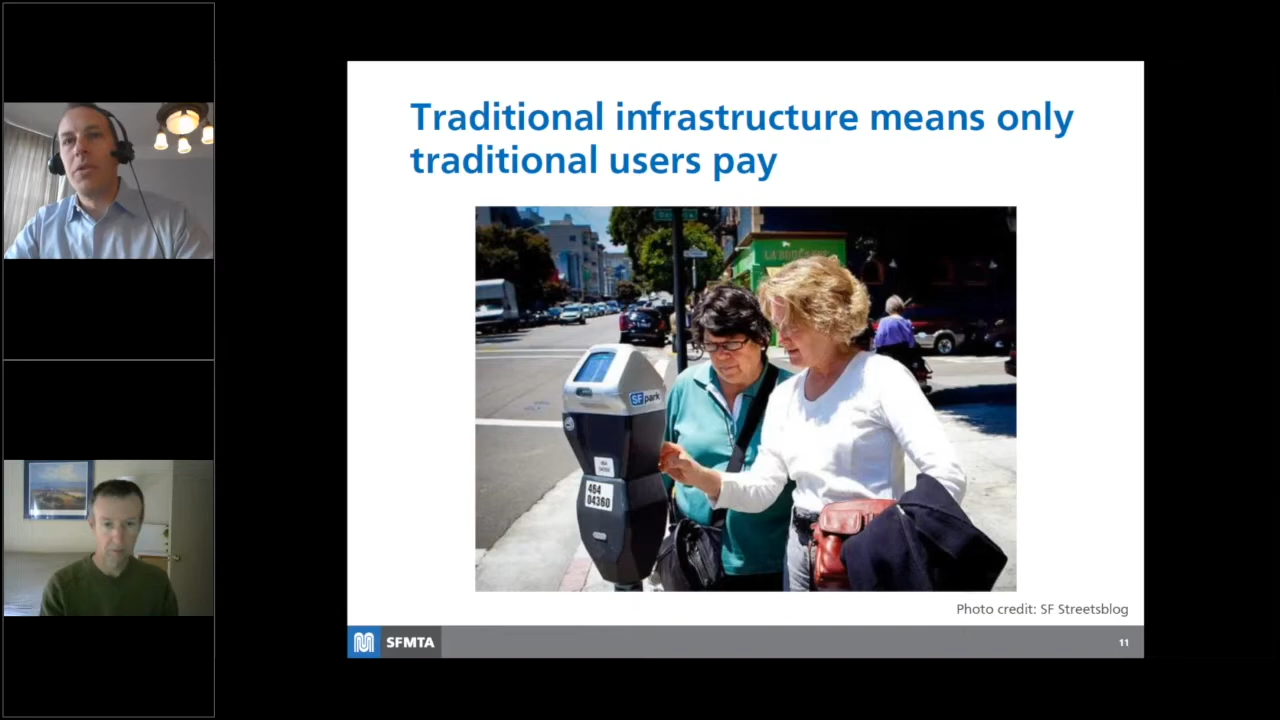 Traditional infrastructure means only
traditional users pay
SFpark
464
04360
Photo credit: SF Streetsblog
SFMTA
11